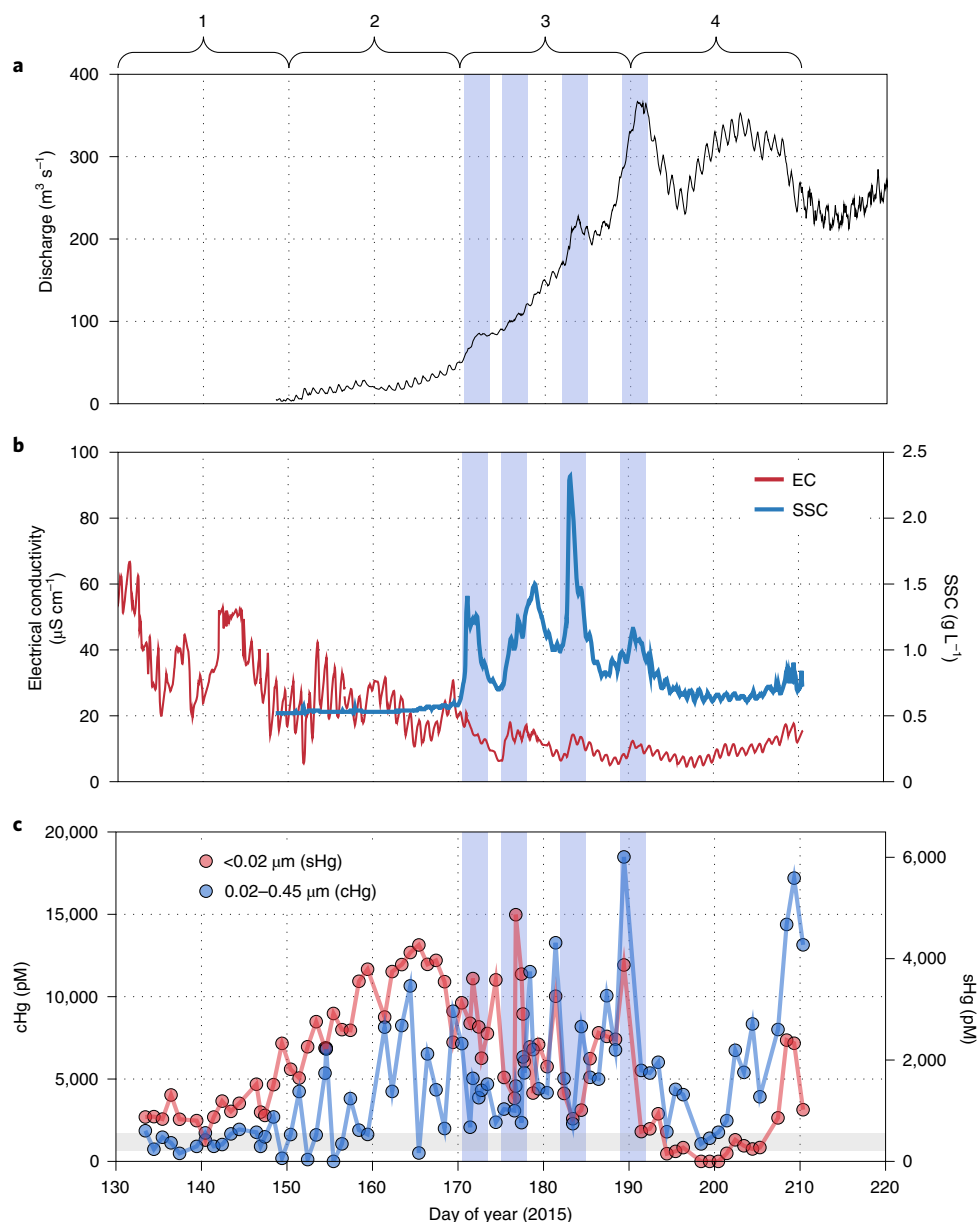 1 2 3 4
a
400
300
200
100
0
Discharge (m³ s⁻¹)
b
100
80
60
40
20
0
Electrical conductivity
(μS cm⁻¹)
EC
SSC
2.5
2.0
1.5
1.0
0.5
0
SSC (g L⁻¹)
c
20,000
15,000
10,000
5,000
0
cHg (pM)
<0.02 μm (sHg)
0.02–0.45 μm (cHg)
6,000
4,000
2,000
0
sHg (pM)
130 140 150 160 170 180 190 200 210 220
Day of year (2015)